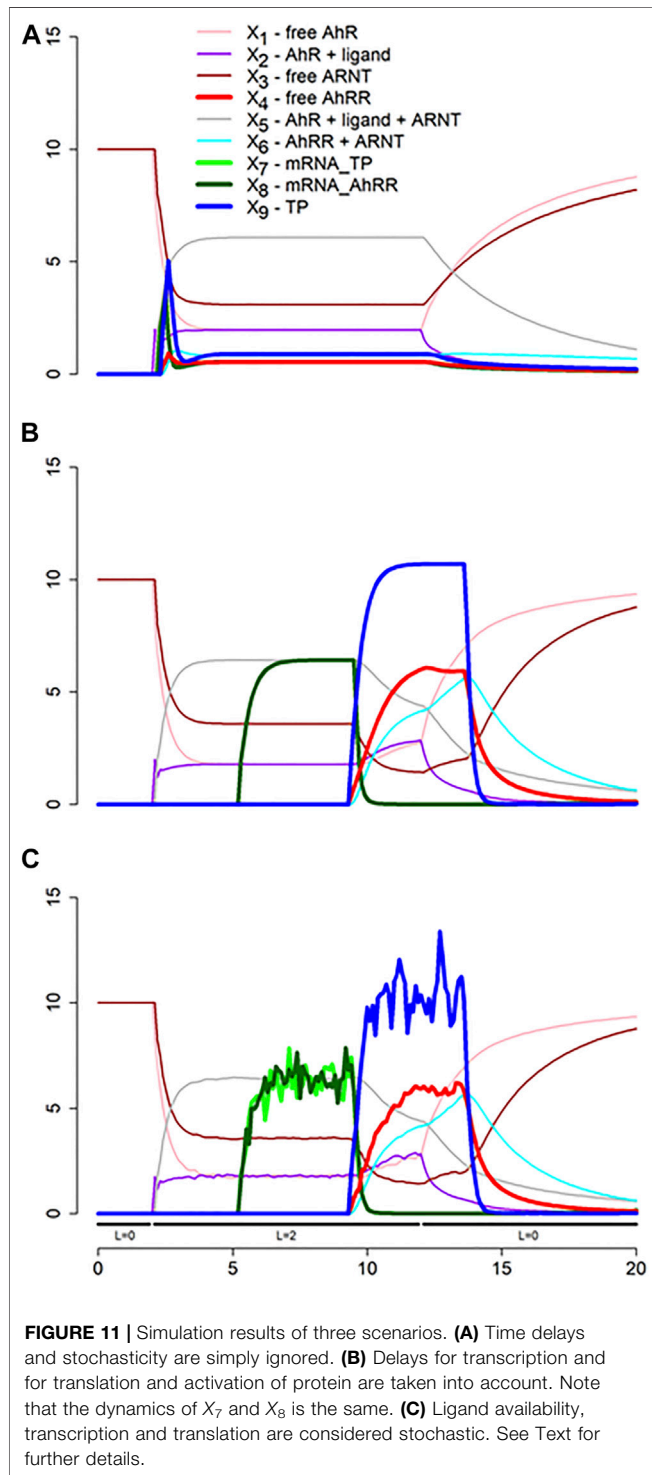 A
X1 - free AhR
X2 - AhR + ligand
X3 - free ARNT
X4 - free AhRR
X5 - AhR + ligand + ARNT
X6 - AhRR + ARNT
X7 - mRNA_TP
X8 - mRNA_AhRR
X9 - TP
15
10
5
0
B
15
10
5
0
C
15
10
5
0
L=0 L=2 L=0
0 5 10 15 20
FIGURE 11 | Simulation results of three scenarios. (A) Time delays
and stochasticity are simply ignored. (B) Delays for transcription and
for translation and activation of protein are taken into account. Note
that the dynamics of X7 and X8 is the same. (C) Ligand availability,
transcription and translation are considered stochastic. See Text for
further details.